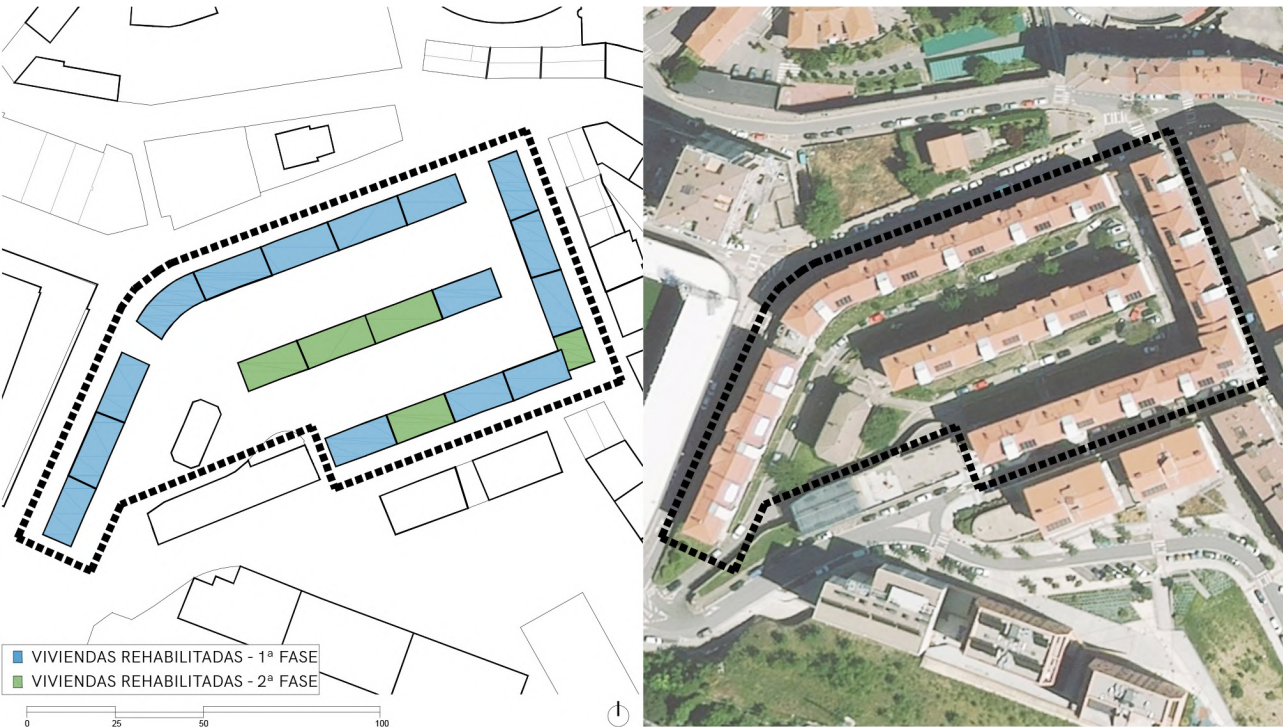 VIVIENDAS REHABILITADAS - 1ª FASE
VIVIENDAS REHABILITADAS - 2ª FASE
0 25 50 100